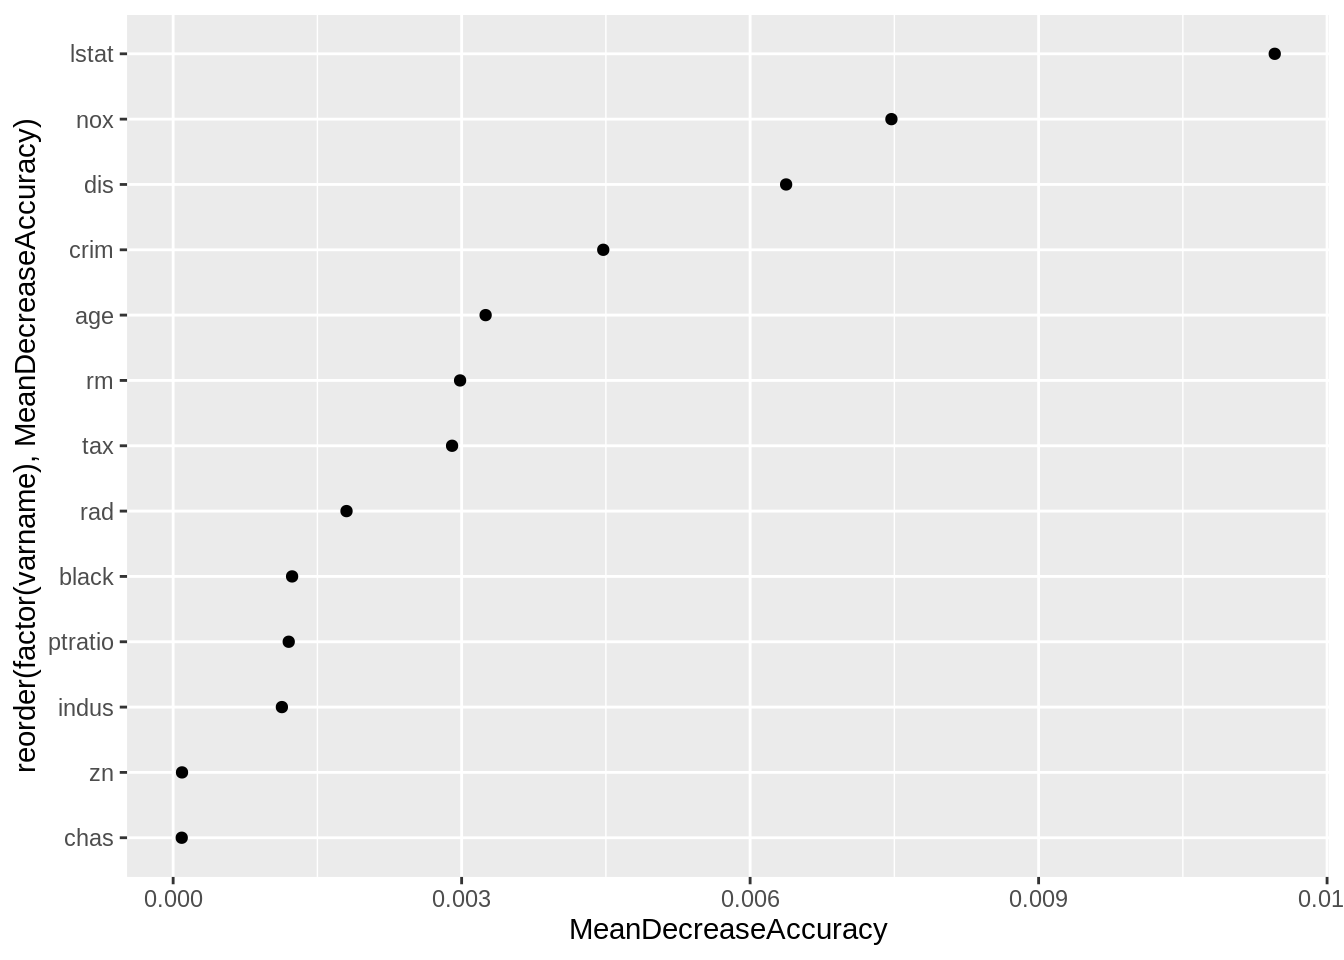 reorder(factor(varname), MeanDecreaseAccuracy)
lstat
nox
dis
crim
age
rm
tax
rad
black
ptratio
indus
zn
chas
0.000 0.003 0.006 0.009 0.01
MeanDecreaseAccuracy